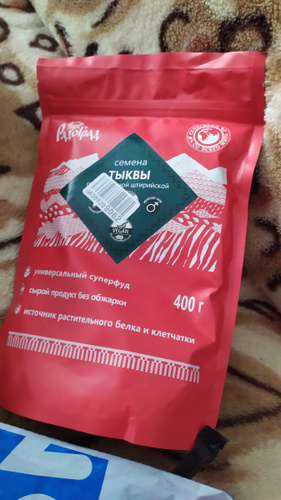 семена
ТЫКВЫ
штирийской
VEGAN
универсальный суперфуд
сырой продукт без обжарки
400 г
источник растительного белка и клетчатки